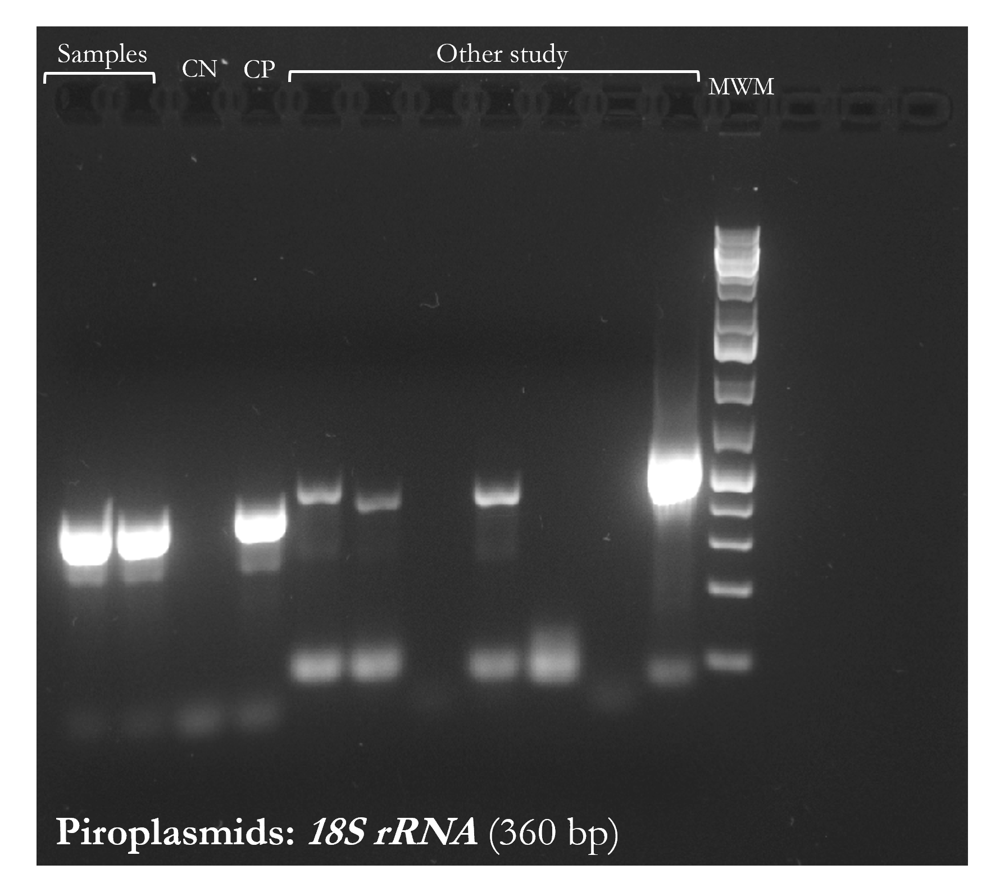 Samples
CN
CP
Other study
MWM
Piroplasmids: 18S rRNA (360 bp)